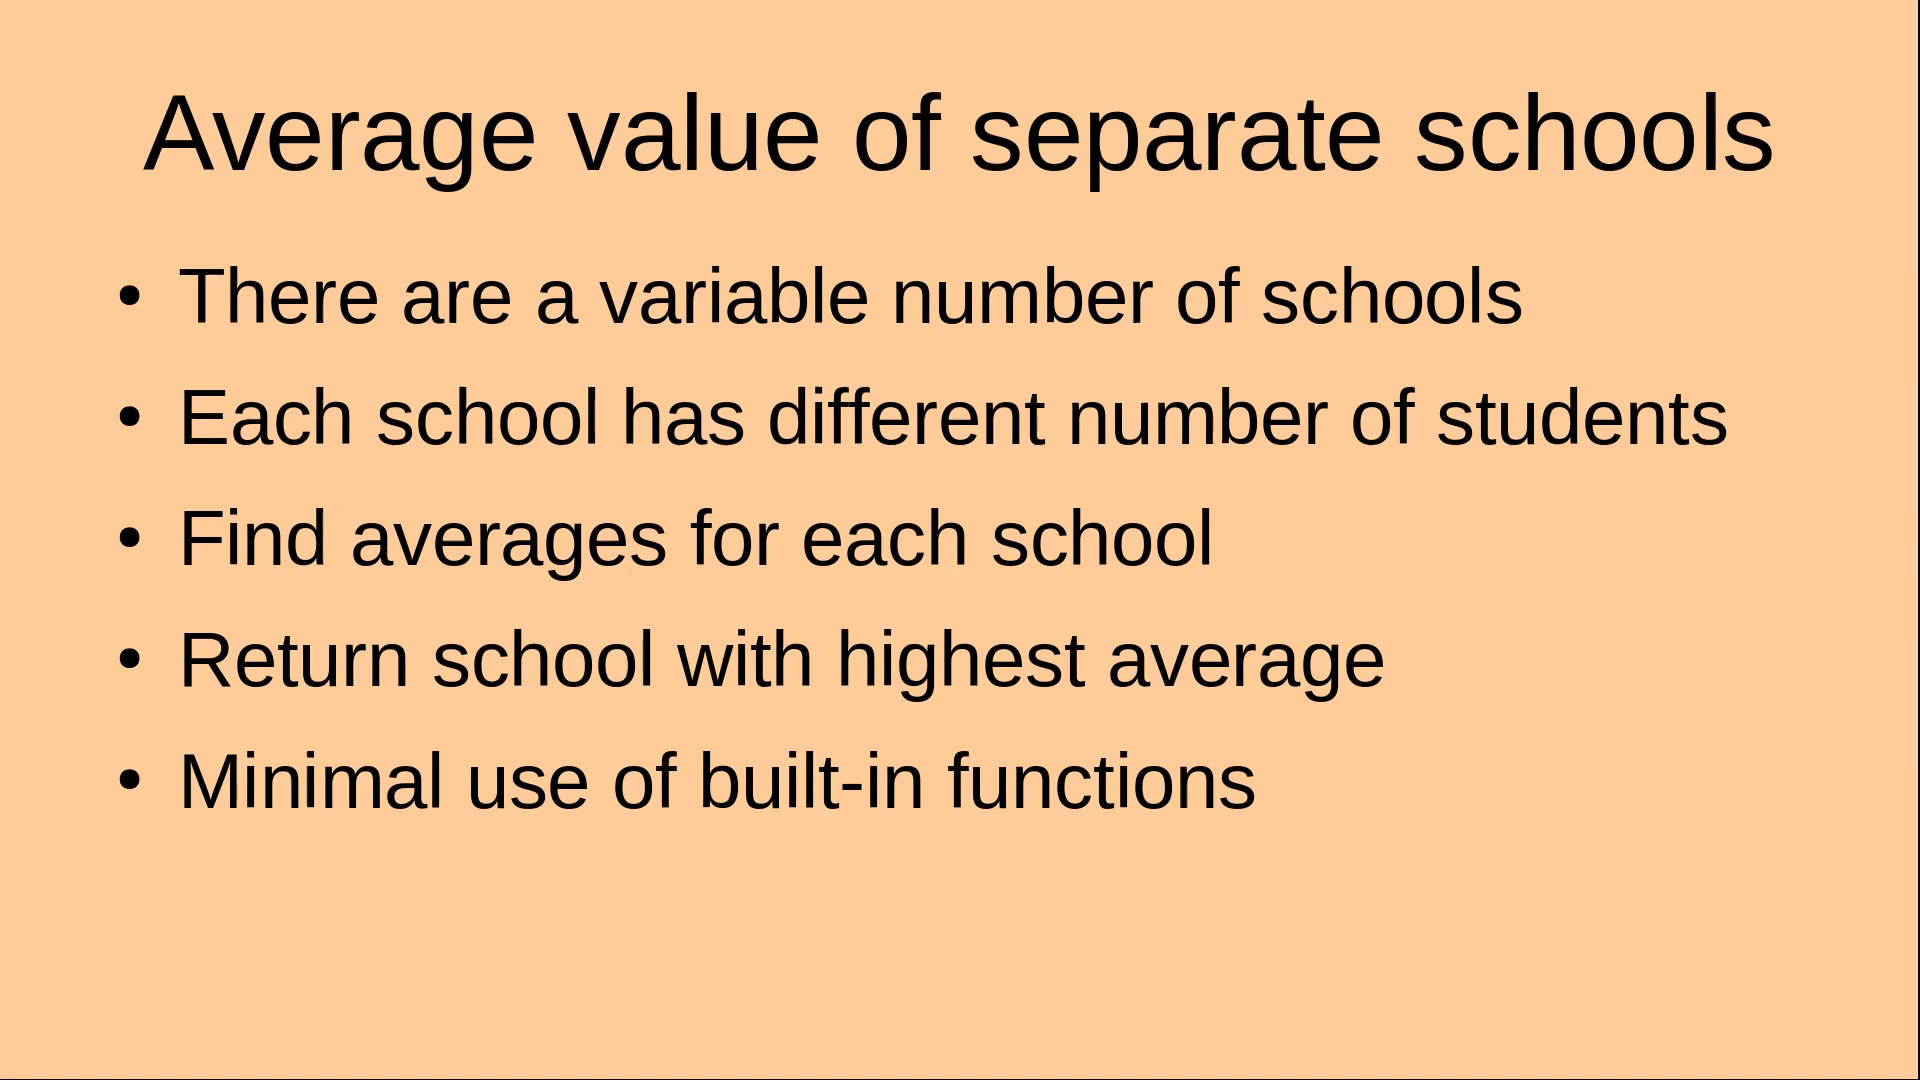 Average value of separate schools
• There are a variable number of schools
• Each school has different number of students
• Find averages for each school
• Return school with highest average
• Minimal use of built-in functions